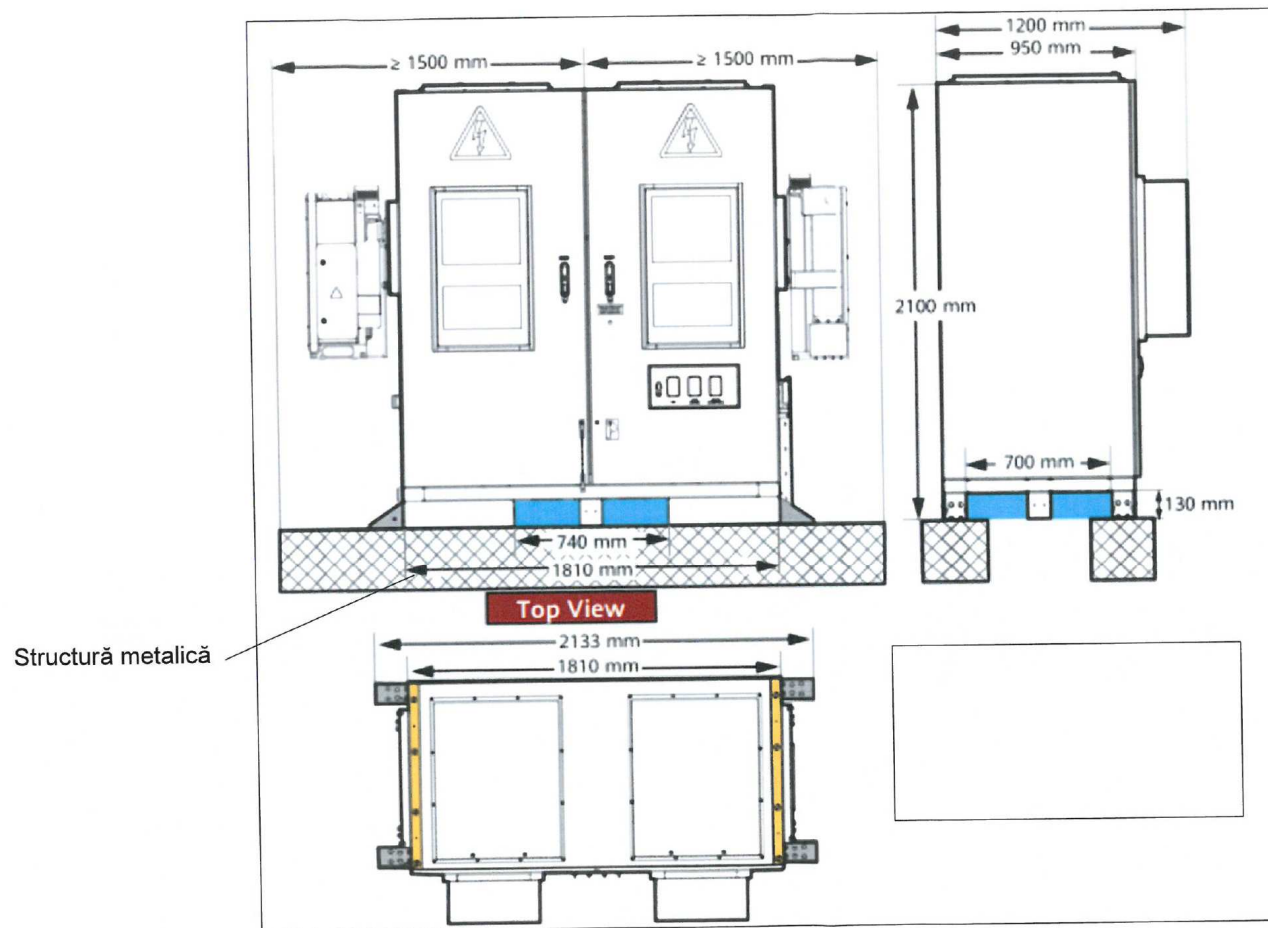 1200 mm
950 mm
≥ 1500 mm
≥ 1500 mm
2100 mm
700 mm
130 mm
740 mm
1810 mm
Top View
2133 mm
1810 mm
Structură metalică